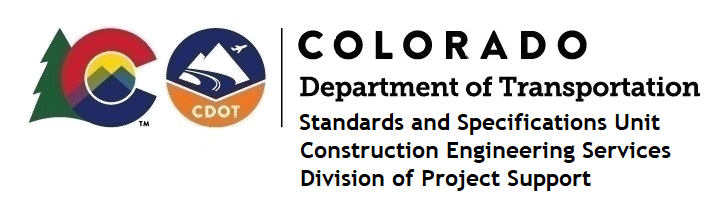 COLORADO
Department of Transportation
Standards and Specifications Unit
Construction Engineering Services
Division of Project Support
CDOT
TM